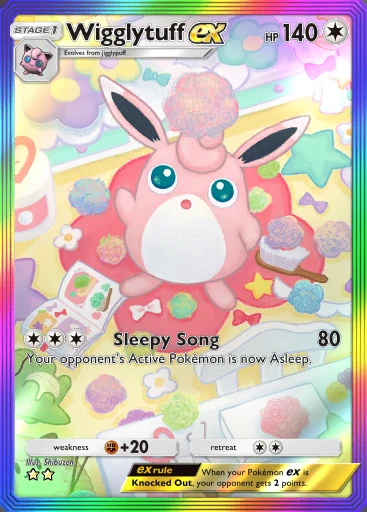 STAGE 1
Wigglytuff ex
HP 140
Evolves from Jigglypuff
Sleepy Song 80
Your opponent's Active Pokémon is now Asleep.
weakness +20
retreat
Illus. Shibuzoh.
ex rule
When your Pokémon ex is
Knocked Out, your opponent gets 2 points.